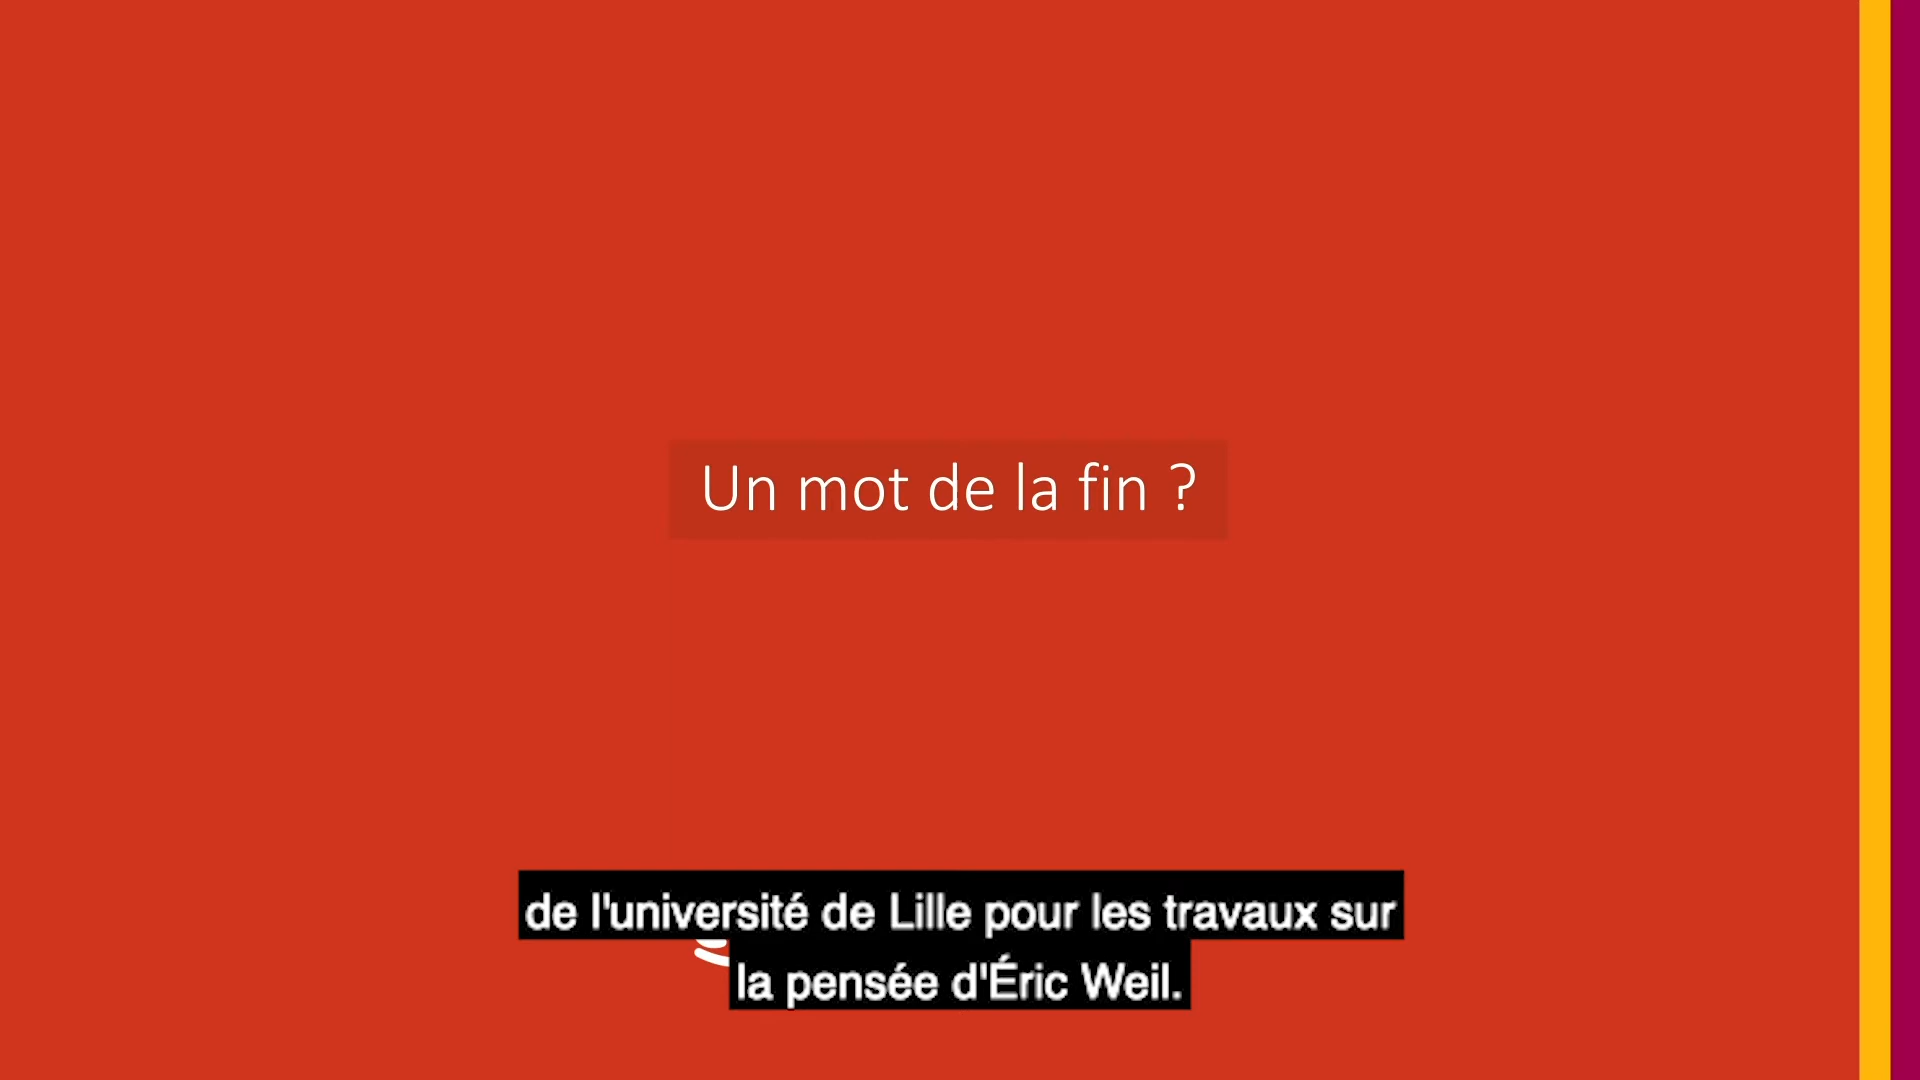 Un mot de la fin ?
de l'université de Lille pour les travaux sur
la pensée d'Éric Weil.